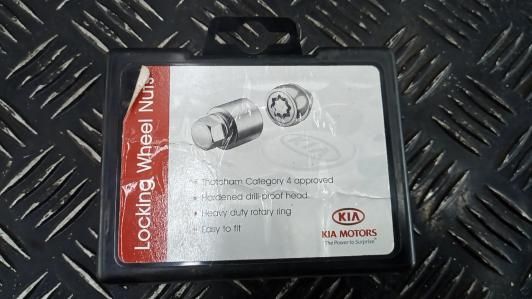 Locking Wheel Nuts
Thatcham Category 4 approved
Hardened drill-proof head
Heavy duty rotary ring
Easy to fit
KIA
KIA MOTORS
The Power to Surprise™